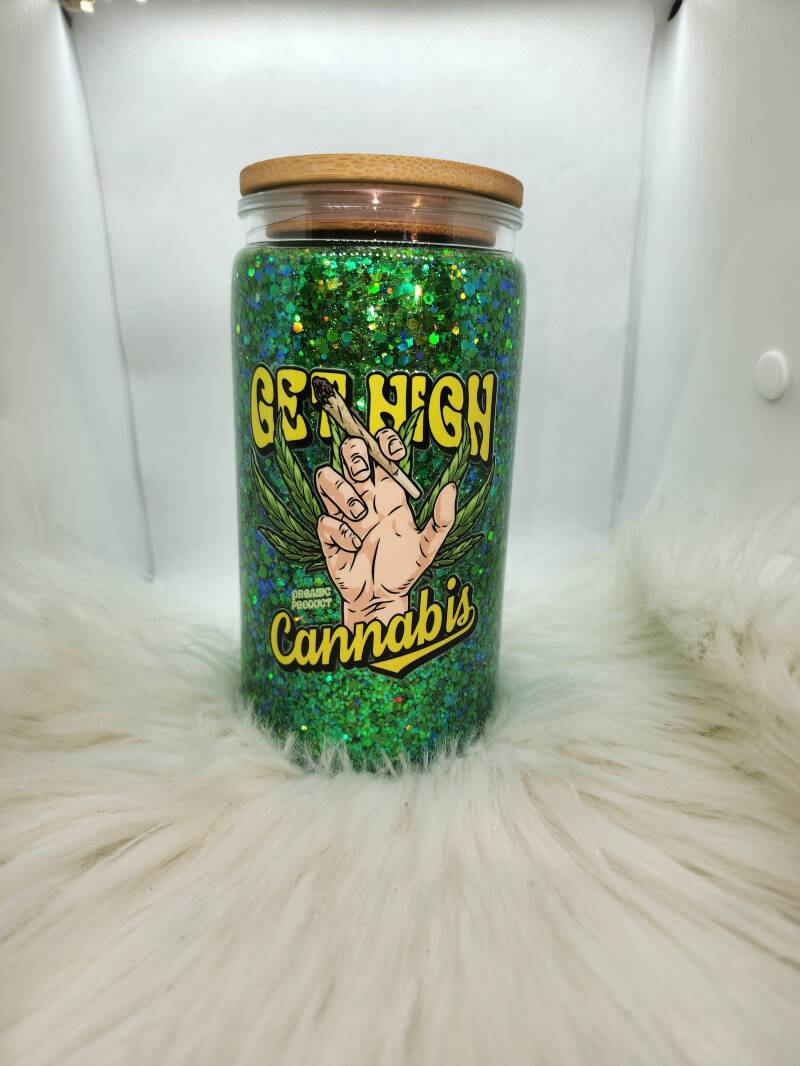 GET HIGH
ORGANIC
PRODUCT
Cannabis